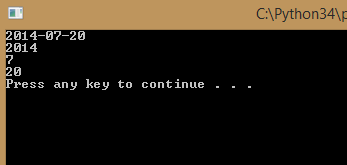 C:\Python34\p
2014-07-20
2014
7
20
Press any key to continue . . .